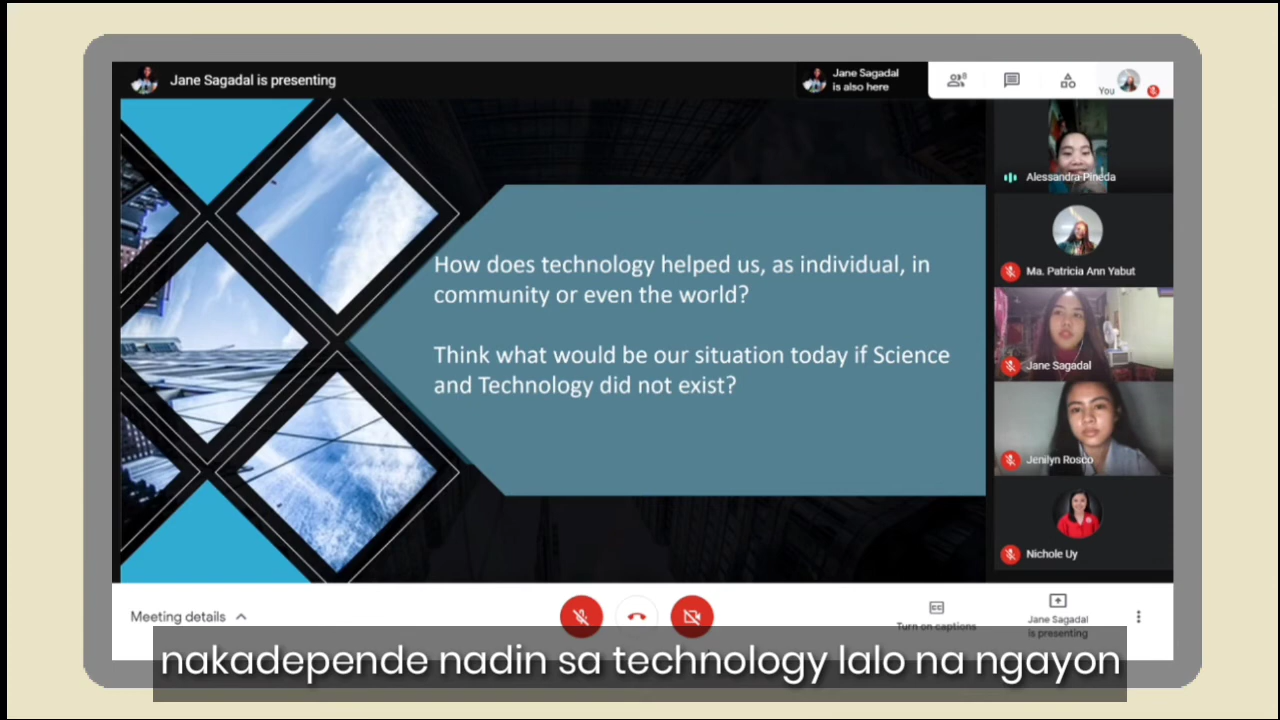 Jane Sagadal is presenting
Jane Sagadal
is also here
8
You
Alessandra Pineda
Ma. Patricia Ann Yabut
How does technology helped us, as individual, in
community or even the world?
Think what would be our situation today if Science
and Technology did not exist?
Jane Sagadal
Jenilyn Rosco
Nichole Uy
Meeting details
CC
Turn on captions
Jane Sagadal
is presenting
nakadepende nadin sa technology lalo na ngayon